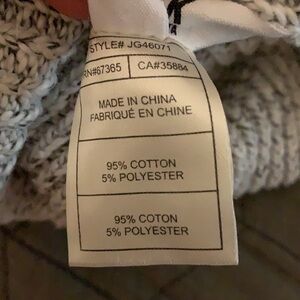 STYLE# JG46071
RN#67365 CA#35884
MADE IN CHINA
FABRIQUÉ EN CHINE
95% COTTON
5% POLYESTER
95% COTON
5% POLYESTER